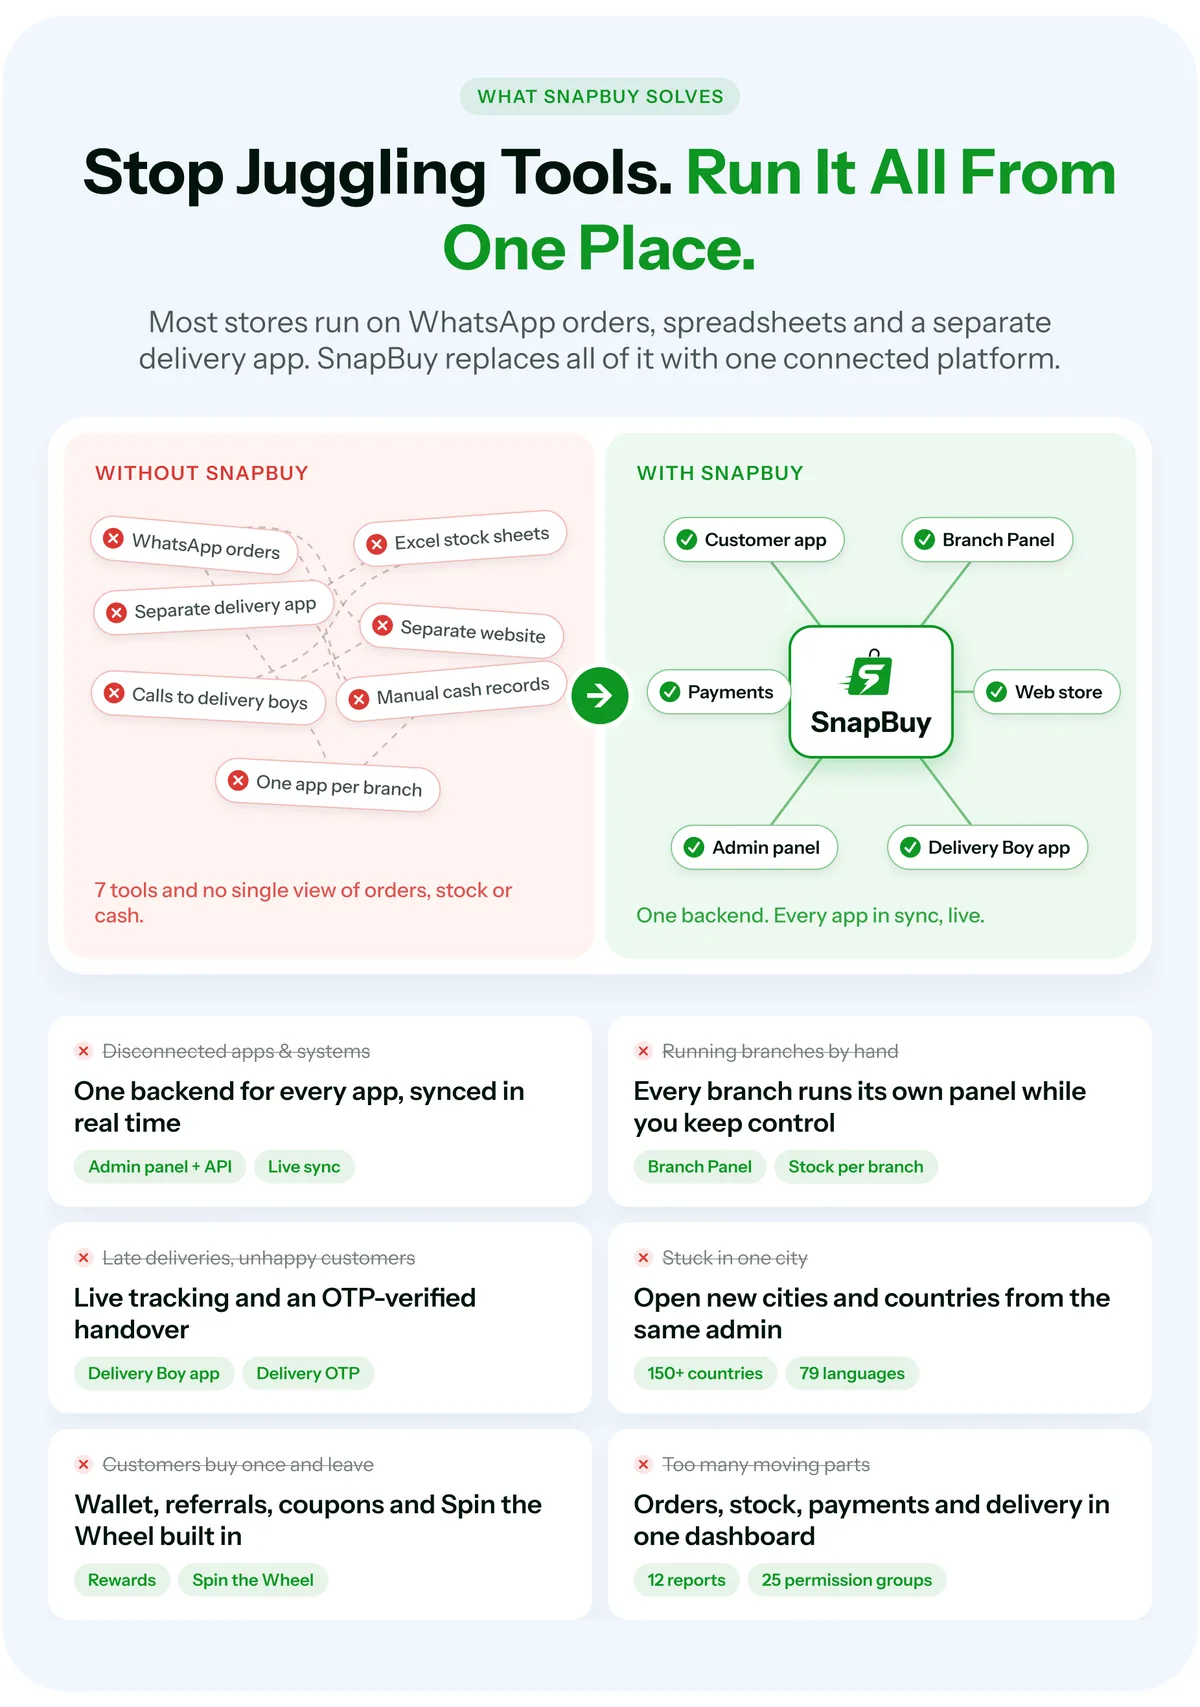 WHAT SNAPBUY SOLVES
Stop Juggling Tools. Run It All From
One Place.
Most stores run on WhatsApp orders, spreadsheets and a separate
delivery app. SnapBuy replaces all of it with one connected platform.
WITHOUT SNAPBUY
WhatsApp orders
Excel stock sheets
Separate delivery app
Separate website
Calls to delivery boys
Manual cash records
One app per branch
7 tools and no single view of orders, stock or
cash.
WITH SNAPBUY
Customer app
Branch Panel
Payments
SnapBuy
Web store
Admin panel
Delivery Boy app
One backend. Every app in sync, live.
Disconnected apps & systems
One backend for every app, synced in
real time
Admin panel + API
Live sync
Running branches by hand
Every branch runs its own panel while
you keep control
Branch Panel
Stock per branch
Late deliveries, unhappy customers
Live tracking and an OTP-verified
handover
Delivery Boy app
Delivery OTP
Stuck in one city
Open new cities and countries from the
same admin
150+ countries
79 languages
Customers buy once and leave
Wallet, referrals, coupons and Spin the
Wheel built in
Rewards
Spin the Wheel
Too many moving parts
Orders, stock, payments and delivery in
one dashboard
12 reports
25 permission groups